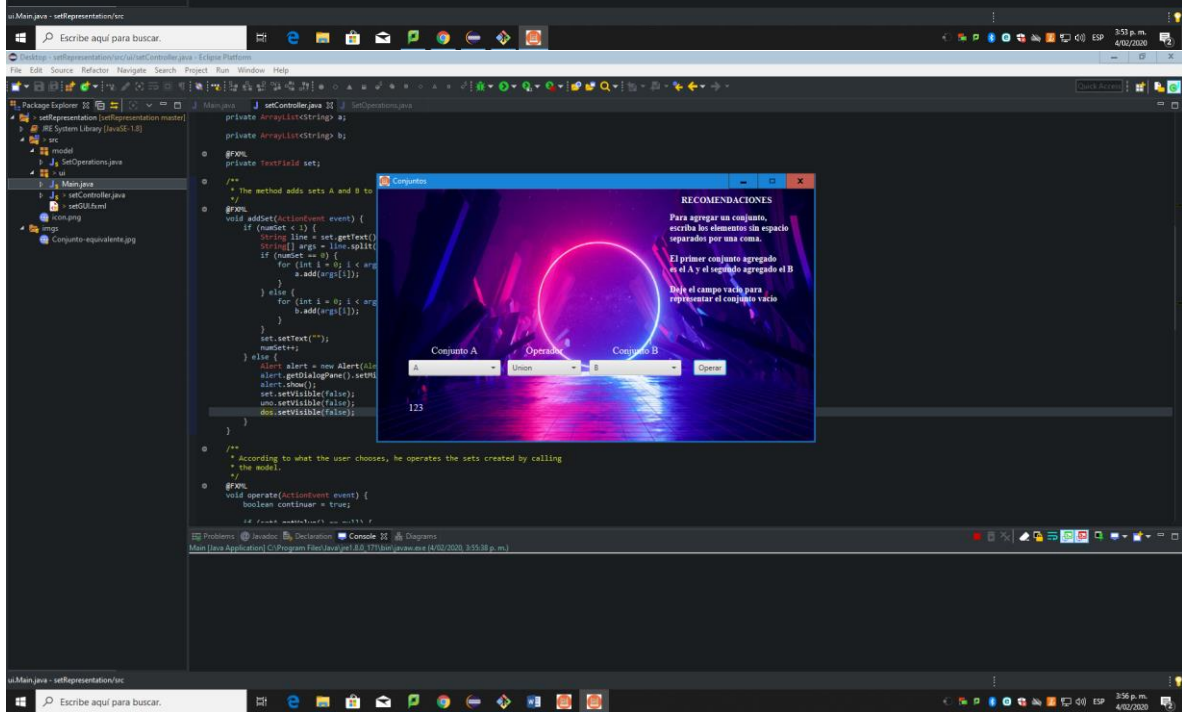 ui.Main.java - setRepresentation/src
Escribe aquí para buscar.
ESP
3:53 p. m.
4/02/2020
Desktop - setRepresentation/src/ui/setController.java - Eclipse Platform
File Edit Source Refactor Navigate Search Project Run Window Help
Quick Access
Package Explorer
Main.java
setController.java
SetOperations.java
> setRepresentation [setRepresentation master]
JRE System Library [JavaSE-1.8]
> src
model
SetOperations.java
> ui
Main.java
> setController.java
> setGUI.fxml
icon.png
> imgs
Conjunto-equivalente.jpg
private ArrayList<String> a;
private ArrayList<String> b;
@FXML
private TextField set;
/**
* The method adds sets A and B to
*/
@FXML
void addSet(ActionEvent event) {
if (numSet < 1) {
String line = set.getText()
String[] args = line.split(
if (numSet == 0) {
for (int i = 0; i < arg
a.add(args[i]);
}
} else {
for (int i = 0; i < arg
b.add(args[i]);
}
}
set.setText("");
numSet++;
} else {
Alert alert = new Alert(Ale
alert.getDialogPane().setMi
alert.show();
set.setVisible(false);
uno.setVisible(false);
dos.setVisible(false);
}
}
/**
* According to what the user chooses, he operates the sets created by calling
* the model.
*/
@FXML
void operate(ActionEvent event) {
boolean continuar = true;
Conjuntos
RECOMENDACIONES
Para agregar un conjunto,
escriba los elementos sin espacio
separados por una coma.
El primer conjunto agregado
es el A y el segundo agregado el B
Deje el campo vacio para
representar el conjunto vacio
Conjunto A Operador Conjunto B
A Union B Operar
123
Problems Javadoc Declaration Console Diagrams
Main [Java Application] C:\Program Files\Java\jre1.8.0_171\bin\javaw.exe (4/02/2020, 3:55:38 p. m.)
ui.Main.java - setRepresentation/src
Escribe aquí para buscar.
ESP
3:56 p. m.
4/02/2020